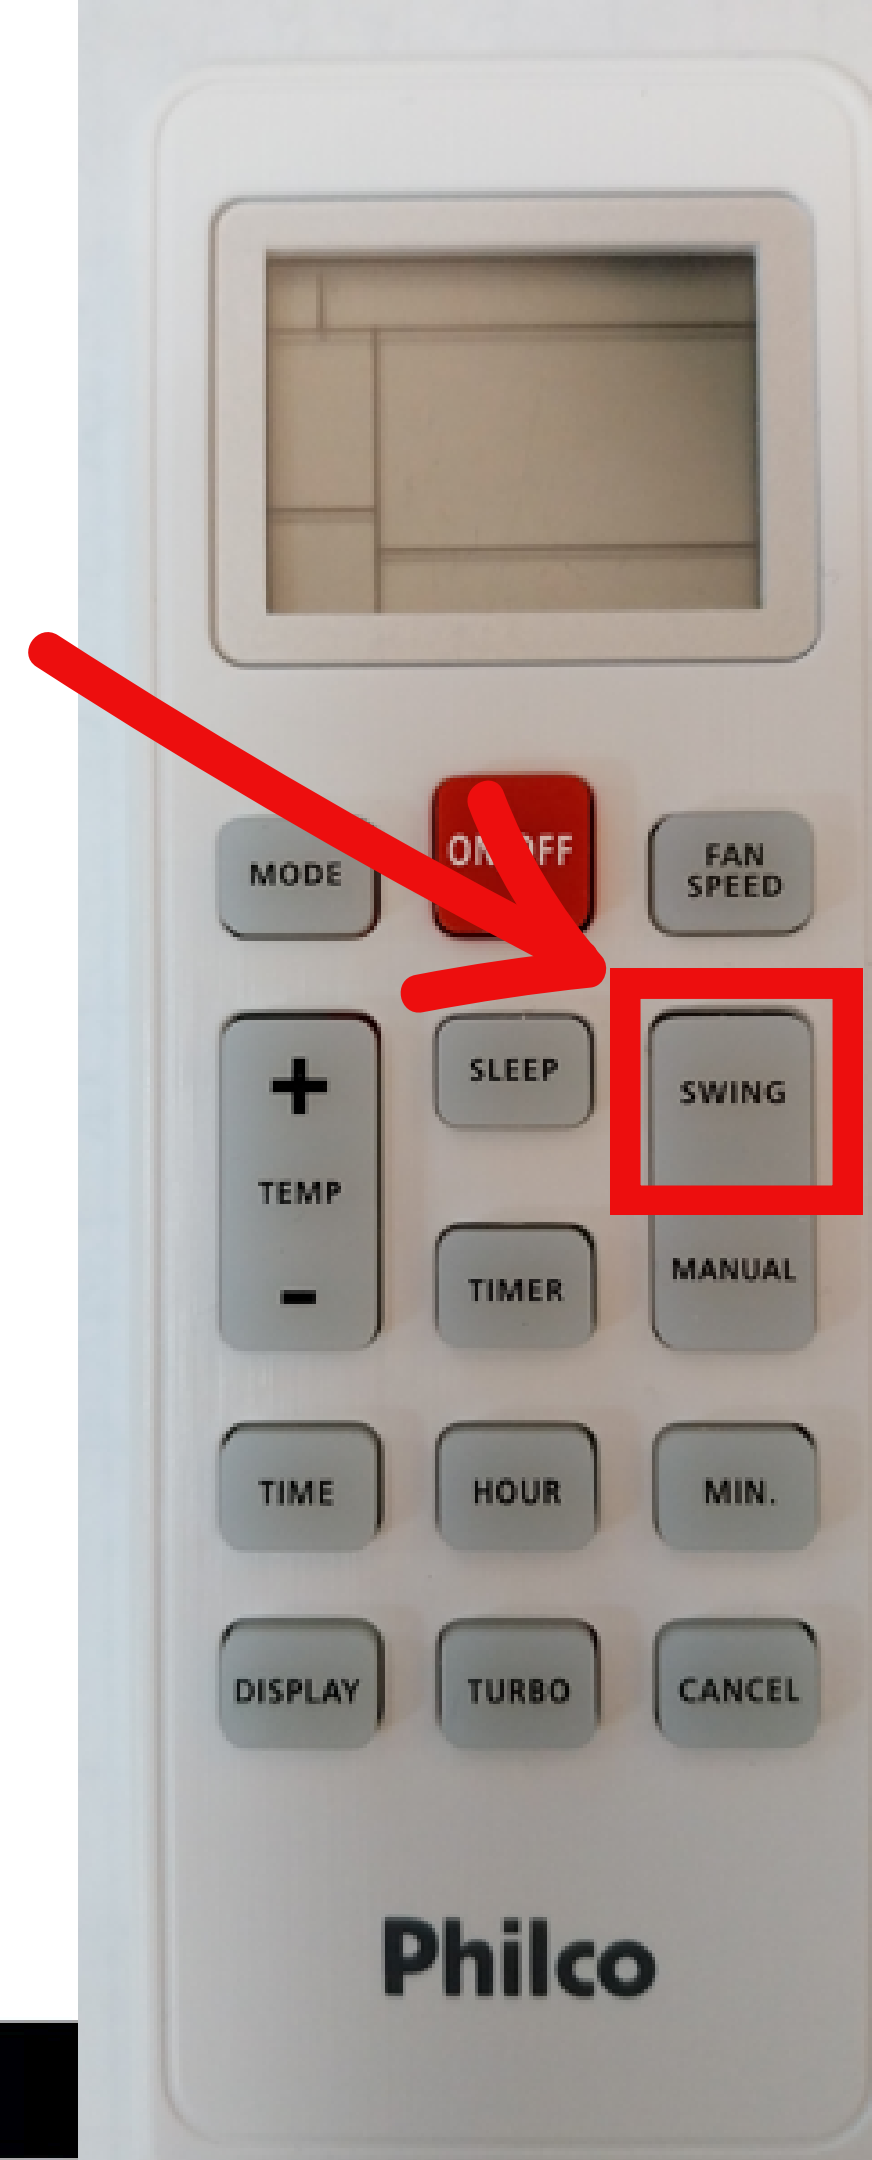 MODE
ON/OFF
FAN
SPEED
+
TEMP
-
SLEEP
TIMER
SWING
MANUAL
TIME
HOUR
MIN.
DISPLAY
TURBO
CANCEL
Philco